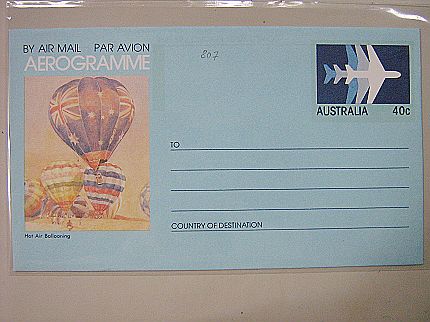 BY AIR MAIL PAR AVION
AEROGRAMME
807
AUSTRALIA 40c
TO
COUNTRY OF DESTINATION
Hot Air Ballooning